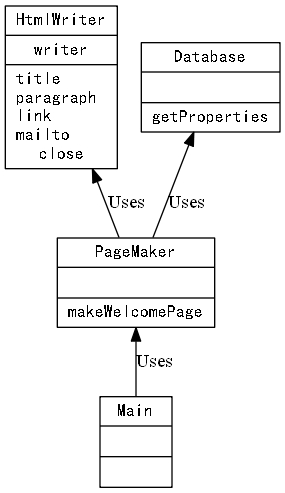 HtmlWriter
writer
title
paragraph
link
mailto
close
Database
getProperties
Uses
Uses
PageMaker
makeWelcomePage
Uses
Main